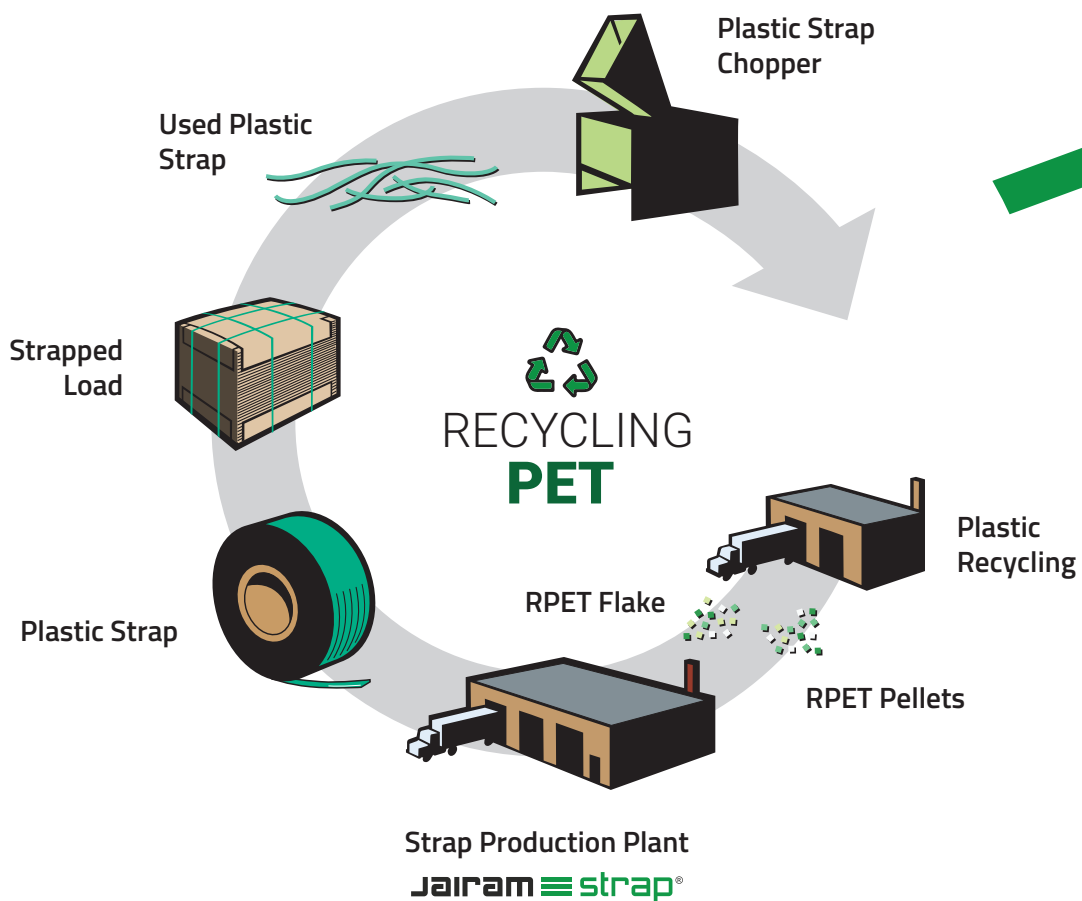 Plastic Strap
Chopper
Used Plastic
Strap
Strapped
Load
RECYCLING
PET
Plastic
Recycling
RPET Flake
Plastic Strap
RPET Pellets
Strap Production Plant
Jairam strap®